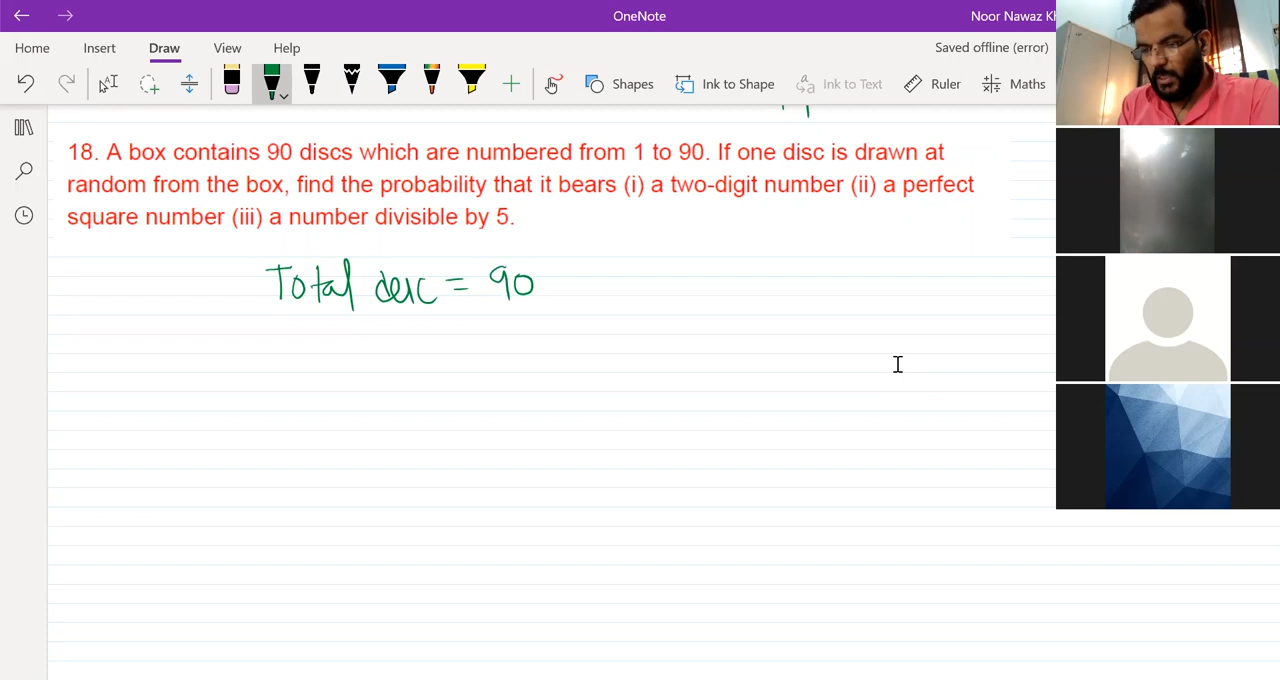 OneNote
Noor Nawaz Kh
Home Insert Draw View Help
Saved offline (error)
Shapes Ink to Shape Ink to Text Ruler Maths
18. A box contains 90 discs which are numbered from 1 to 90. If one disc is drawn at
random from the box, find the probability that it bears (i) a two-digit number (ii) a perfect
square number (iii) a number divisible by 5.
Total desc = 90